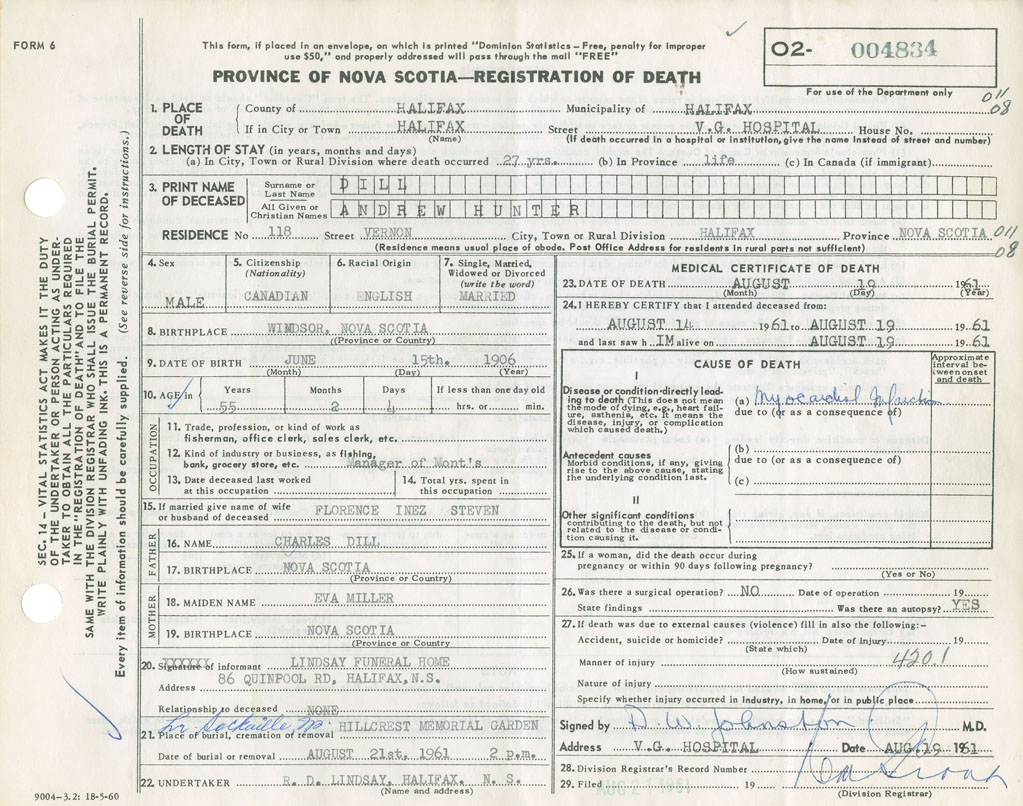 FORM 6
This form, if placed in an envelope, on which is printed "Dominion Statistics – Free, penalty for improper
use $50," and properly addressed will pass through the mail "FREE"
PROVINCE OF NOVA SCOTIA—REGISTRATION OF DEATH
O2- 004834
For use of the Department only
011
08
SEC. 14 – VITAL STATISTICS ACT MAKES IT THE DUTY
OF THE UNDERTAKER OR PERSON ACTING AS UNDER-
TAKER TO OBTAIN ALL THE PARTICULARS REQUIRED
IN THE "REGISTRATION OF DEATH" AND TO FILE THE
SAME WITH THE DIVISION REGISTRAR WHO SHALL ISSUE THE BURIAL PERMIT.
WRITE PLAINLY WITH UNFADING INK. THIS IS A PERMANENT RECORD.
Every item of information should be carefully supplied. (See reverse side for instructions.)
1. PLACE OF DEATH
County of HALIFAX Municipality of HALIFAX
If in City or Town HALIFAX Street V.G. HOSPITAL House No.
(Name) (If death occurred in a hospital or institution, give the name instead of street and number)
2. LENGTH OF STAY (in years, months and days)
(a) In City, Town or Rural Division where death occurred 27 yrs. (b) In Province life (c) In Canada (if immigrant)
3. PRINT NAME OF DECEASED
Surname or Last Name DILL
All Given or Christian Names ANDREW HUNTER
RESIDENCE No 118 Street VERNON City, Town or Rural Division HALIFAX Province NOVA SCOTIA 011
08
(Residence means usual place of abode. Post Office Address for residents in rural parts not sufficient)
4. Sex MALE
5. Citizenship (Nationality) CANADIAN
6. Racial Origin ENGLISH
7. Single, Married, Widowed or Divorced (write the word) MARRIED
8. BIRTHPLACE WINDSOR, NOVA SCOTIA
(Province or Country)
9. DATE OF BIRTH JUNE 15th. 1906
(Month) (Day) (Year)
10. AGE in Years 55 Months 2 Days 4 If less than one day old hrs. or min.
OCCUPATION
11. Trade, profession, or kind of work as
fisherman, office clerk, sales clerk, etc.
12. Kind of industry or business, as fishing,
bank, grocery store, etc. Manager of Mont's
13. Date deceased last worked at this occupation
14. Total yrs. spent in this occupation
15. If married give name of wife or husband of deceased FLORENCE INEZ STEVEN
FATHER
16. NAME CHARLES DILL
17. BIRTHPLACE NOVA SCOTIA
(Province or Country)
MOTHER
18. MAIDEN NAME EVA MILLER
19. BIRTHPLACE NOVA SCOTIA
(Province or Country)
20. Signature of informant LINDSAY FUNERAL HOME
Address 86 QUINPOOL RD, HALIFAX, N.S.
Relationship to deceased NONE
21. Place of burial, cremation of removal HILLCREST MEMORIAL GARDEN
Date of burial or removal AUGUST 21st. 1961 2 p.m.
22. UNDERTAKER R. D. LINDSAY, HALIFAX, N. S.
(Name and address)
9004-3.2: 18-5-60
MEDICAL CERTIFICATE OF DEATH
23. DATE OF DEATH AUGUST 19 1961
(Month) (Day) (Year)
24. I HEREBY CERTIFY that I attended deceased from:
AUGUST 14 1961 to AUGUST 19 1961
and last saw h IM alive on AUGUST 19 1961
CAUSE OF DEATH
Approximate interval between onset and death
I
Disease or condition directly leading to death (This does not mean the mode of dying, e.g., heart failure, asthenia, etc. It means the disease, injury, or complication which caused death.)
(a) Myocardial Infarction
due to (or as a consequence of)
Antecedent causes
Morbid conditions, if any, giving rise to the above cause, stating the underlying condition last.
(b)
due to (or as a consequence of)
(c)
II
Other significant conditions
contributing to the death, but not related to the disease or condition causing it.
25. If a woman, did the death occur during
pregnancy or within 90 days following pregnancy?
(Yes or No)
26. Was there a surgical operation? NO Date of operation 19
State findings Was there an autopsy? YES
27. If death was due to external causes (violence) fill in also the following:–
Accident, suicide or homicide? Date of injury 19
(State which)
Manner of injury 420.1
(How sustained)
Nature of injury
Specify whether injury occurred in industry, in home, or in public place
Signed by D. W. Johnston M.D.
Address V.G. HOSPITAL Date AUG. 19 1961
28. Division Registrar's Record Number
29. Filed AUG 21 1961 19
(Division Registrar)